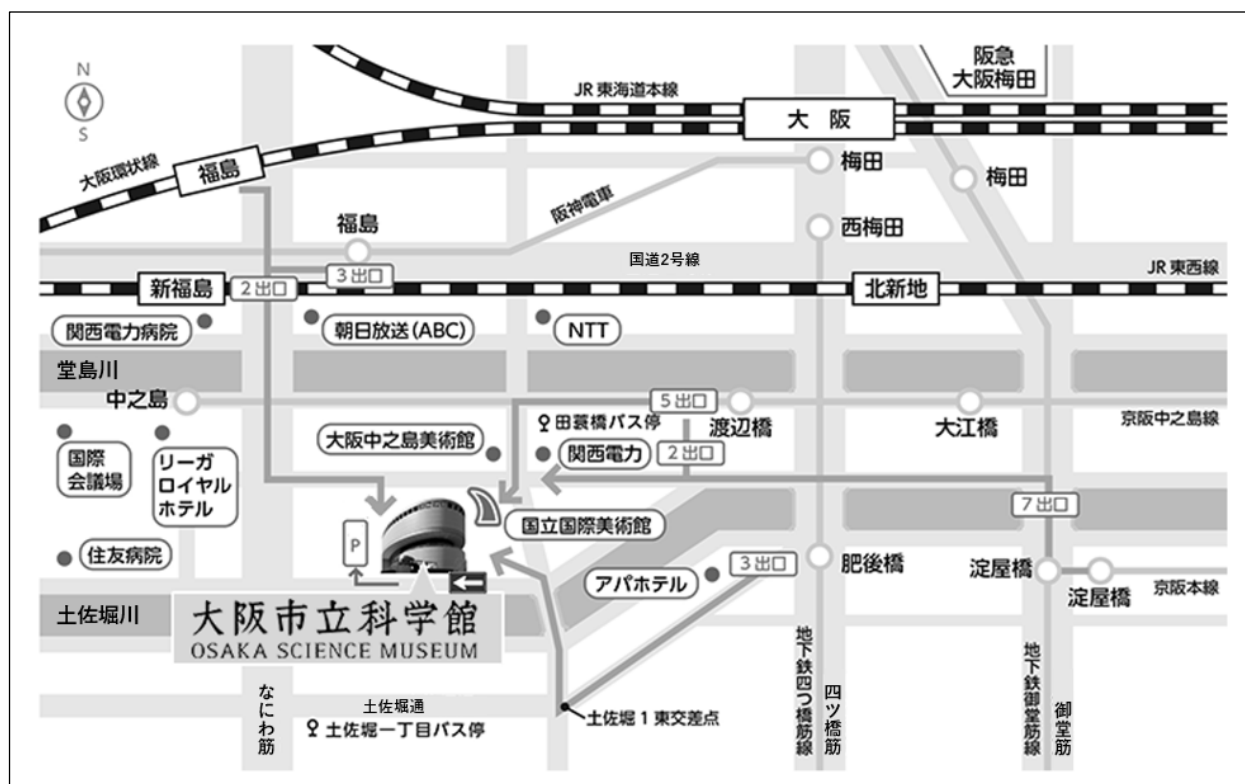 N
S
阪急
大阪梅田
JR東海道本線
大阪
梅田
梅田
大阪環状線
福島
阪神電車
福島
西梅田
国道2号線
JR東西線
3出口
新福島
2出口
北新地
関西電力病院
朝日放送(ABC)
NTT
堂島川
中之島
5出口
渡辺橋
大江橋
京阪中之島線
田蓑橋バス停
大阪中之島美術館
関西電力
2出口
国際
会議場
リーガ
ロイヤル
ホテル
7出口
国立国際美術館
P
住友病院
アパホテル
3出口
肥後橋
淀屋橋
淀屋橋
京阪本線
土佐堀川
大阪市立科学館
OSAKA SCIENCE MUSEUM
なにわ筋
土佐堀通
土佐堀一丁目バス停
土佐堀1東交差点
地下鉄四つ橋筋線
四ツ橋筋
地下鉄御堂筋線
御堂筋